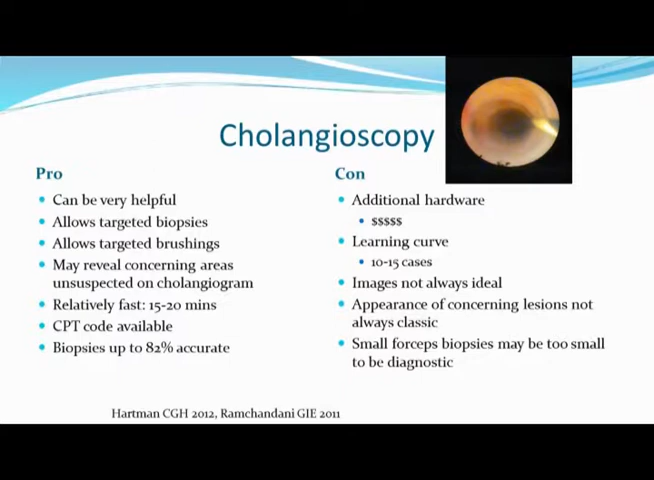 Cholangioscopy
Pro
Can be very helpful
Allows targeted biopsies
Allows targeted brushings
May reveal concerning areas
unsuspected on cholangiogram
Relatively fast: 15-20 mins
CPT code available
Biopsies up to 82% accurate
Con
Additional hardware
$$$$$
Learning curve
10-15 cases
Images not always ideal
Appearance of concerning lesions not
always classic
Small forceps biopsies may be too small
to be diagnostic
Hartman CGH 2012, Ramchandani GIE 2011